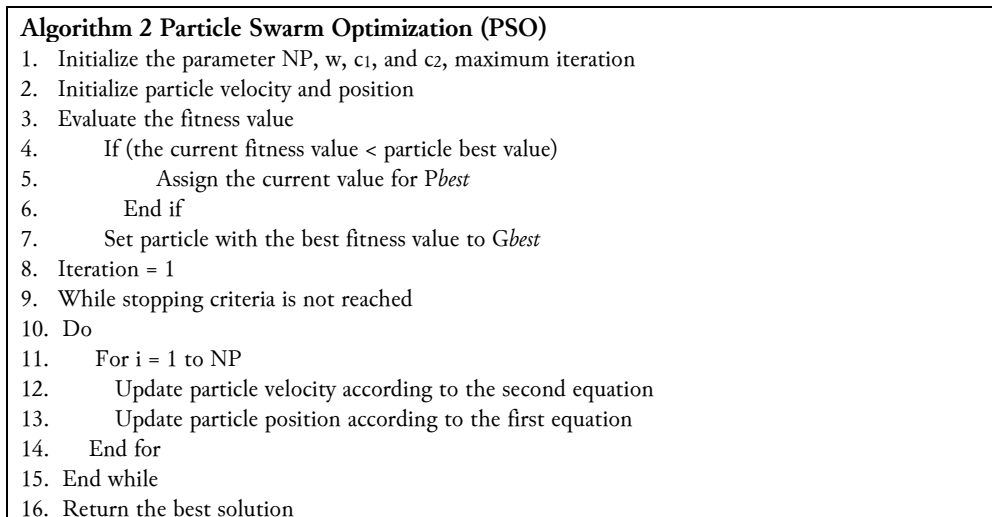 Algorithm 2 Particle Swarm Optimization (PSO)
1. Initialize the parameter NP, w, c1, and c2, maximum iteration
2. Initialize particle velocity and position
3. Evaluate the fitness value
4. If (the current fitness value < particle best value)
5. Assign the current value for Pbest
6. End if
7. Set particle with the best fitness value to Gbest
8. Iteration = 1
9. While stopping criteria is not reached
10. Do
11. For i = 1 to NP
12. Update particle velocity according to the second equation
13. Update particle position according to the first equation
14. End for
15. End while
16. Return the best solution